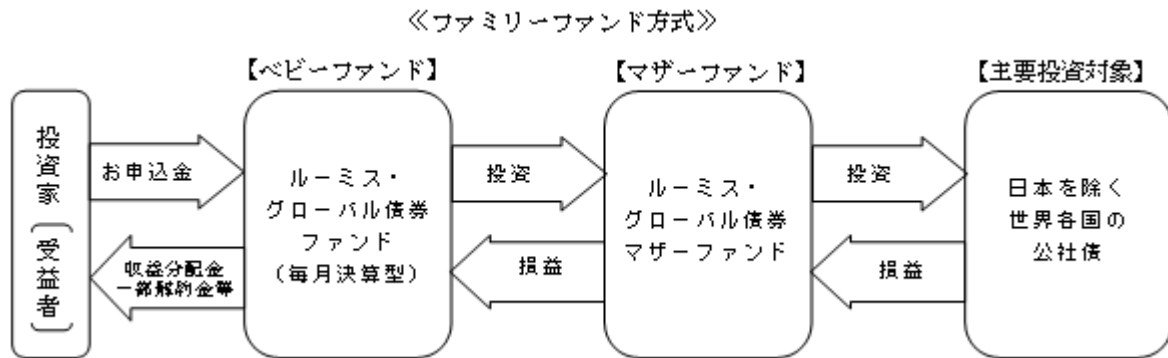 ≪ファミリーファンド方式≫
【ベビーファンド】
【マザーファンド】
【主要投資対象】
投資家（受益者）
お申込金
収益分配金
一部解約金等
ルーミス・
グローバル債券
ファンド
（毎月決算型）
投資
損益
ルーミス・
グローバル債券
マザーファンド
投資
損益
日本を除く
世界各国の
公社債